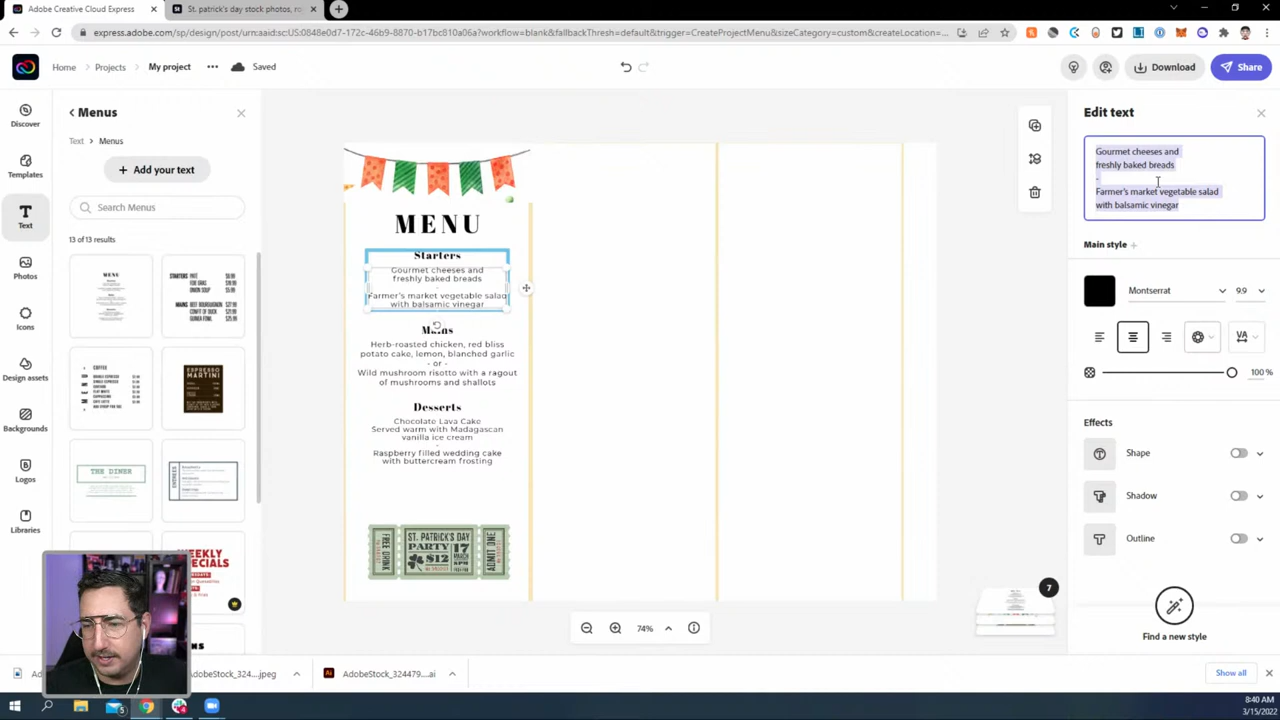 Adobe Creative Cloud Express
St. patrick's day stock photos, ro
express.adobe.com/sp/design/post/urn:aaid:sc:US:0848e0d7-172c-4b16-9b69-8870-b17bc810a06a?workflow=blank&fallbackThresh=default&trigger=CreateProjectMenu&sizeCategory=custom&createLocation=...
Home
Projects
My project
Saved
Download
Share
Discover
Templates
Text
Photos
Icons
Design assets
Backgrounds
Logos
Libraries
Menus
Text > Menus
Add your text
Search Menus
13 of 13 results
MENU
STARTERS
MAINS
COFFEE
ESPRESSO
MARTINI
THE DINER
ENTREES
SPECIALS
MENU
Starters
Gourmet cheeses and
freshly baked breads
-
Farmer's market vegetable salad
with balsamic vinegar
Mains
Herb-roasted chicken, red bliss
potato cake, lemon, blanched garlic
- or -
Wild mushroom risotto with a ragout
of mushrooms and shallots
Desserts
Chocolate Lava Cake
Served warm with Madagascan
vanilla ice cream
-
Raspberry filled wedding cake
with buttercream frosting
FREE DRINK
ST. PATRICK'S DAY
PARTY 17
$12
MARCH
8PM
ADMIT ONE
74%
7
Edit text
Gourmet cheeses and
freshly baked breads
-
Farmer's market vegetable salad
with balsamic vinegar
Main style +
Montserrat
9.9
VA
100 %
Effects
Shape
Shadow
Outline
Find a new style
AdobeStock_324....jpeg
AdobeStock_324479....ai
Show all
8:40 AM
3/15/2022